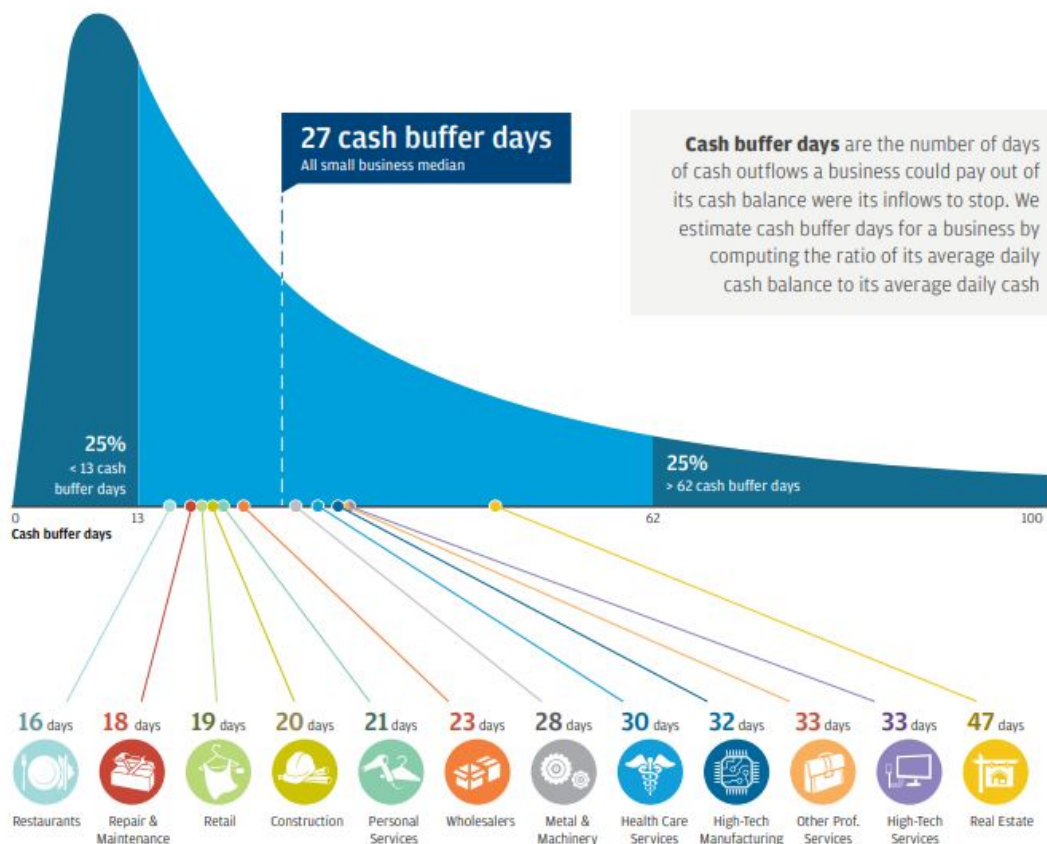 27 cash buffer days
All small business median
Cash buffer days are the number of days
of cash outflows a business could pay out of
its cash balance were its inflows to stop. We
estimate cash buffer days for a business by
computing the ratio of its average daily
cash balance to its average daily cash
25%
< 13 cash
buffer days
25%
> 62 cash buffer days
0
13
62
100
Cash buffer days
16 days
18 days
19 days
20 days
21 days
23 days
28 days
30 days
32 days
33 days
33 days
47 days
Restaurants
Repair &
Maintenance
Retail
Construction
Personal
Services
Wholesalers
Metal &
Machinery
Health Care
Services
High-Tech
Manufacturing
Other Prof.
Services
High-Tech
Services
Real Estate